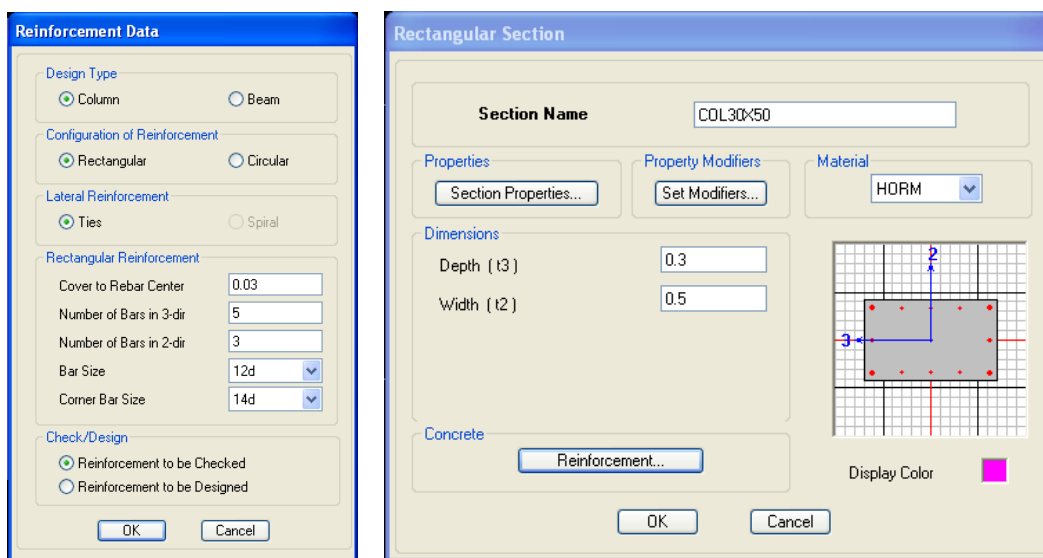 Reinforcement Data
Design Type
Column
Beam
Configuration of Reinforcement
Rectangular
Circular
Lateral Reinforcement
Ties
Spiral
Rectangular Reinforcement
Cover to Rebar Center
0.03
Number of Bars in 3-dir
5
Number of Bars in 2-dir
3
Bar Size
12d
Corner Bar Size
14d
Check/Design
Reinforcement to be Checked
Reinforcement to be Designed
OK
Cancel
Rectangular Section
Section Name
COL30X50
Properties
Section Properties...
Property Modifiers
Set Modifiers...
Material
HORM
Dimensions
Depth ( t3 )
0.3
Width ( t2 )
0.5
2
3
Concrete
Reinforcement...
Display Color
OK
Cancel